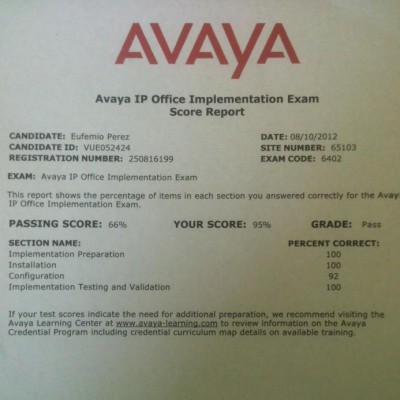 AVAYA
Avaya IP Office Implementation Exam
Score Report
CANDIDATE: Eufemio Perez DATE: 08/10/2012
CANDIDATE ID: VUE052424 SITE NUMBER: 65103
REGISTRATION NUMBER: 250816199 EXAM CODE: 6402
EXAM: Avaya IP Office Implementation Exam
This report shows the percentage of items in each section you answered correctly for the Avaya
IP Office Implementation Exam.
PASSING SCORE: 66% YOUR SCORE: 95% GRADE: Pass
SECTION NAME: PERCENT CORRECT:
Implementation Preparation 100
Installation 100
Configuration 92
Implementation Testing and Validation 100
If your test scores indicate the need for additional preparation, we recommend visiting the
Avaya Learning Center at www.avaya-learning.com to review information on the Avaya
Credential Program including credential curriculum map details on available training.